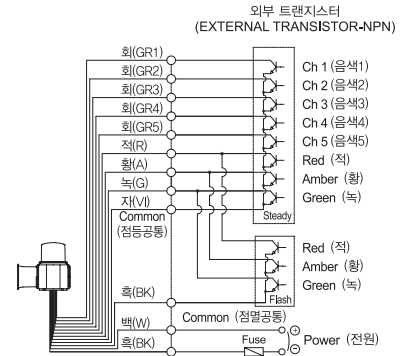 외부 트랜지스터
(EXTERNAL TRANSISTOR-NPN)
회(GR1)
Ch 1 (음색1)
회(GR2)
Ch 2 (음색2)
회(GR3)
Ch 3 (음색3)
회(GR4)
Ch 4 (음색4)
회(GR5)
Ch 5 (음색5)
적(R)
Red (적)
황(A)
Amber (황)
녹(G)
Green (녹)
자(VI)
Common
(점등공통)
Steady
Red (적)
Amber (황)
Green (녹)
Flash
흑(BK)
Common (점멸공통)
백(W)
Fuse
Power (전원)
흑(BK)